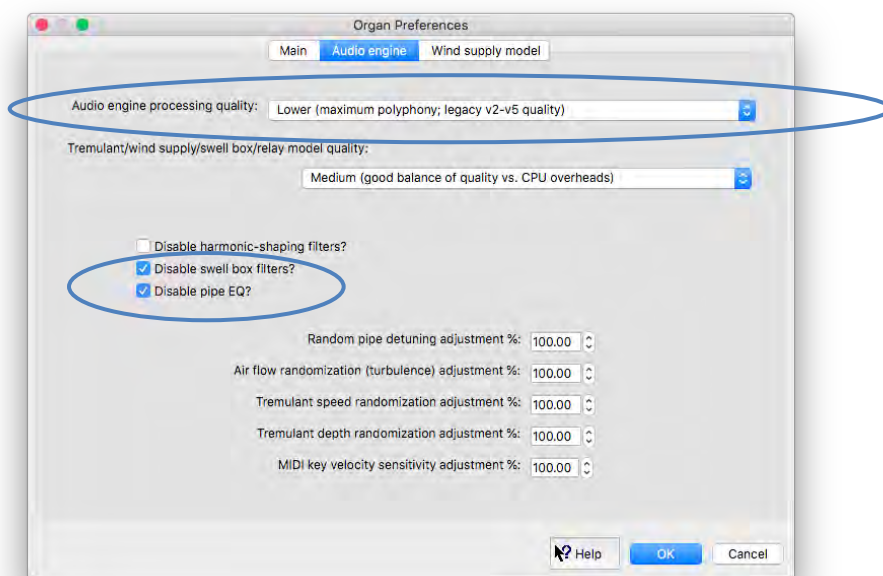 Organ Preferences
Main Audio engine Wind supply model
Audio engine processing quality: Lower (maximum polyphony; legacy v2-v5 quality)
Tremulant/wind supply/swell box/relay model quality:
Medium (good balance of quality vs. CPU overheads)
Disable harmonic-shaping filters?
Disable swell box filters?
Disable pipe EQ?
Random pipe detuning adjustment %: 100.00
Air flow randomization (turbulence) adjustment %: 100.00
Tremulant speed randomization adjustment %: 100.00
Tremulant depth randomization adjustment %: 100.00
MIDI key velocity sensitivity adjustment %: 100.00
? Help OK Cancel